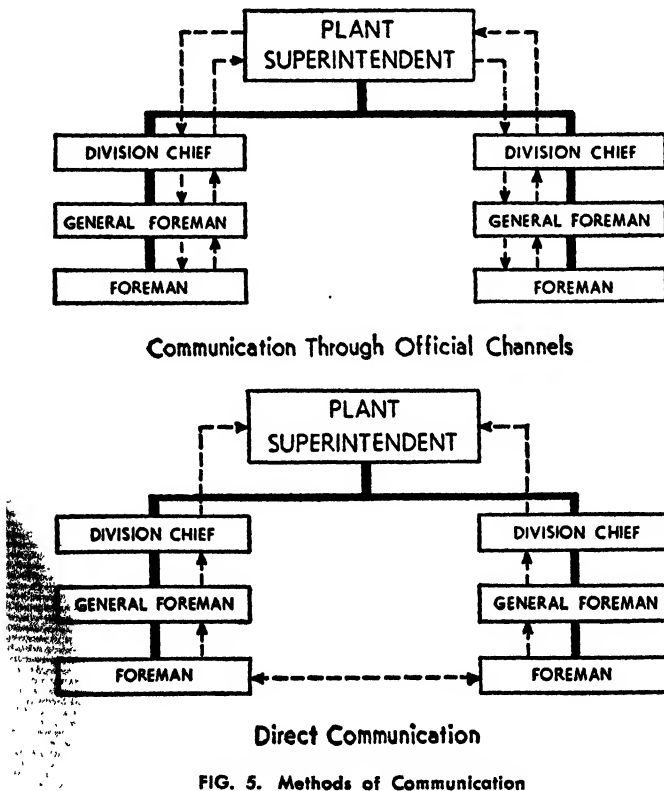 PLANT
SUPERINTENDENT
DIVISION CHIEF
DIVISION CHIEF
GENERAL FOREMAN
GENERAL FOREMAN
FOREMAN
FOREMAN
Communication Through Official Channels
PLANT
SUPERINTENDENT
DIVISION CHIEF
DIVISION CHIEF
GENERAL FOREMAN
GENERAL FOREMAN
FOREMAN
FOREMAN
Direct Communication
FIG. 5. Methods of Communication